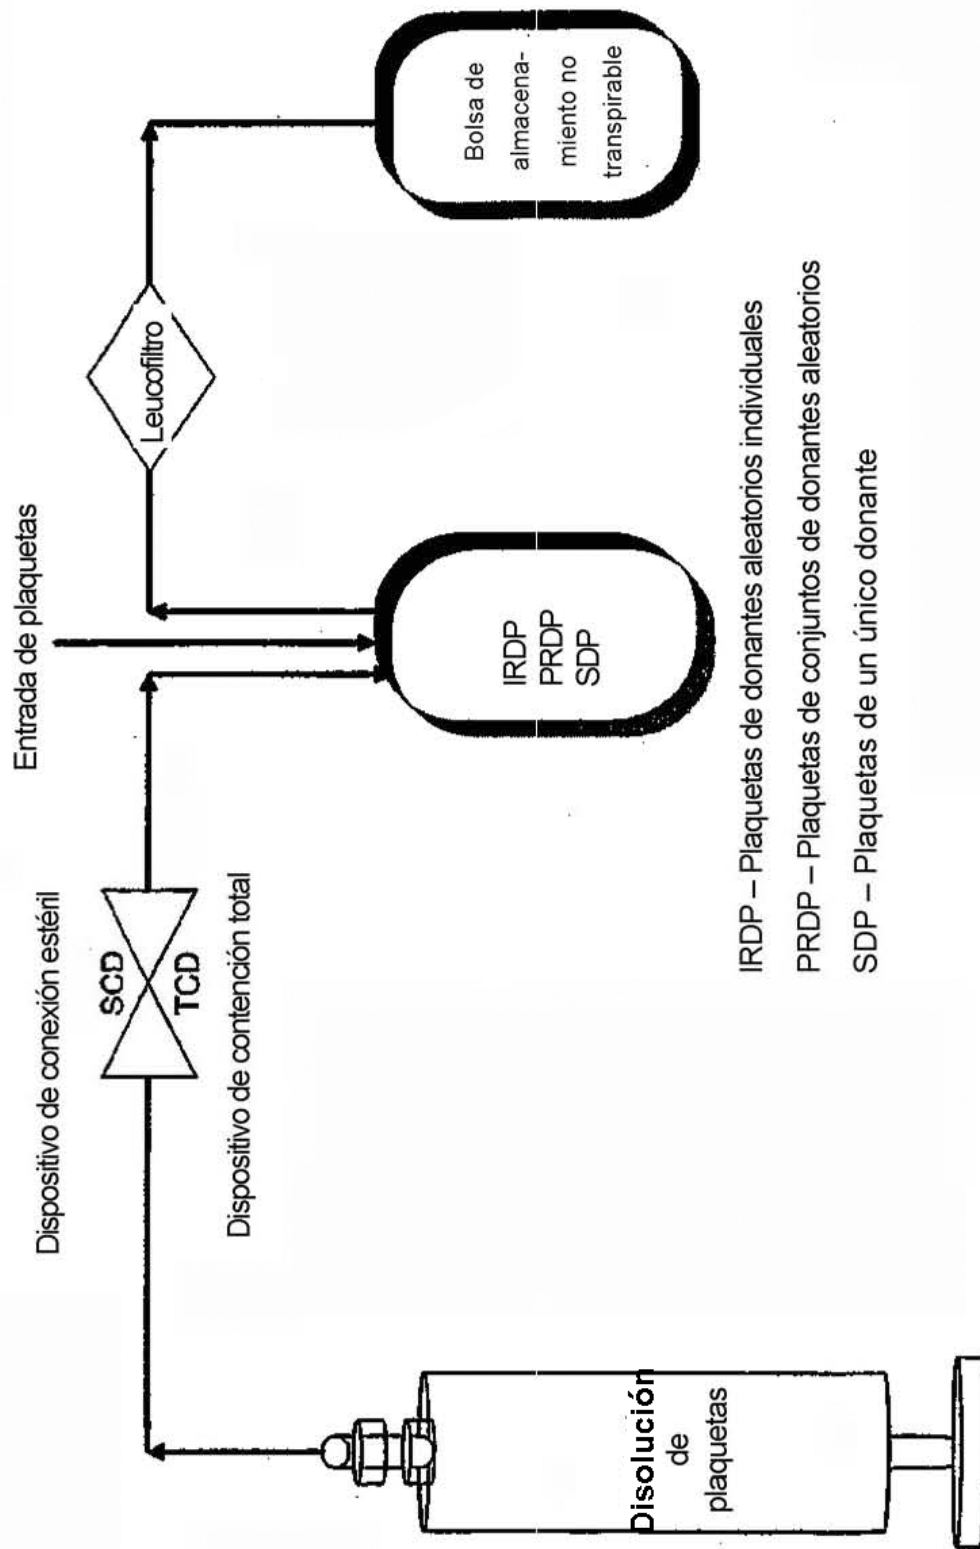 Entrada de plaquetas
Dispositivo de conexión estéril
SCD
TCD
Dispositivo de contención total
Leucofiltro
Disolución
de
plaquetas
IRDP
PRDP
SDP
Bolsa de
almacena-
miento no
transpirable
IRDP – Plaquetas de donantes aleatorios individuales
PRDP – Plaquetas de conjuntos de donantes aleatorios
SDP – Plaquetas de un único donante